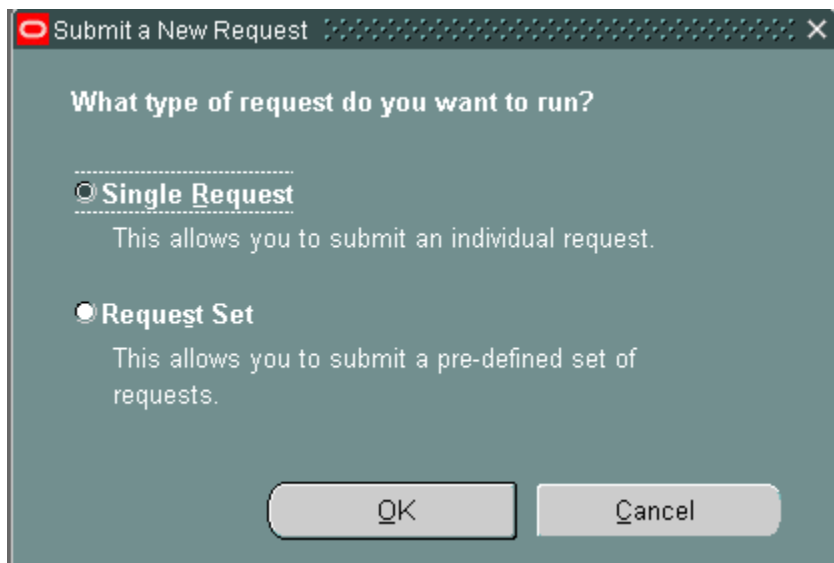 Submit a New Request
What type of request do you want to run?
Single Request
This allows you to submit an individual request.
Request Set
This allows you to submit a pre-defined set of
requests.
OK
Cancel